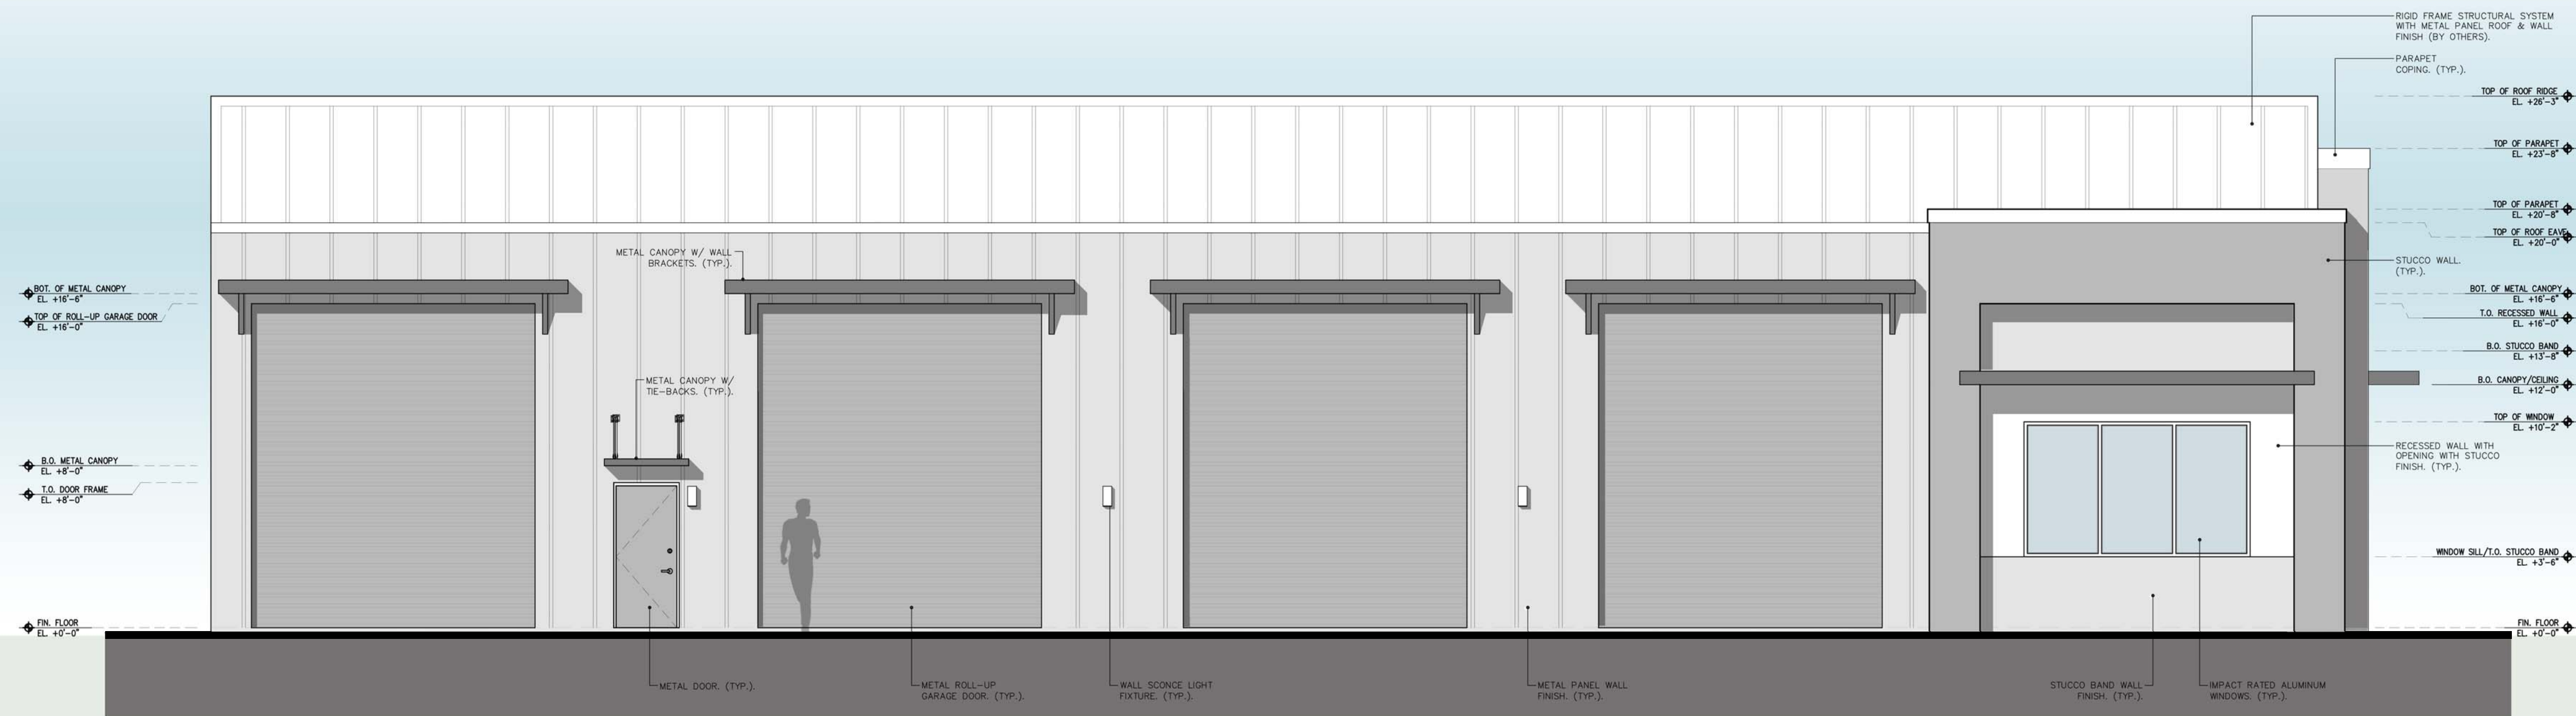 RIGID FRAME STRUCTURAL SYSTEM
WITH METAL PANEL ROOF & WALL
FINISH (BY OTHERS).
PARAPET
COPING. (TYP.).
TOP OF ROOF RIDGE
EL. +26'-3"
TOP OF PARAPET
EL. +23'-8"
TOP OF PARAPET
EL. +20'-8"
TOP OF ROOF EAVE
EL. +20'-0"
STUCCO WALL.
(TYP.).
BOT. OF METAL CANOPY
EL. +16'-6"
T.O. RECESSED WALL
EL. +16'-0"
B.O. STUCCO BAND
EL. +13'-8"
B.O. CANOPY/CEILING
EL. +12'-0"
TOP OF WINDOW
EL. +10'-2"
RECESSED WALL WITH
OPENING WITH STUCCO
FINISH. (TYP.).
WINDOW SILL/T.O. STUCCO BAND
EL. +3'-6"
FIN. FLOOR
EL. +0'-0"
METAL CANOPY W/ WALL
BRACKETS. (TYP.).
METAL CANOPY W/
TIE-BACKS. (TYP.).
BOT. OF METAL CANOPY
EL. +16'-6"
TOP OF ROLL-UP GARAGE DOOR
EL. +16'-0"
B.O. METAL CANOPY
EL. +8'-0"
T.O. DOOR FRAME
EL. +8'-0"
FIN. FLOOR
EL. +0'-0"
METAL DOOR. (TYP.).
METAL ROLL-UP
GARAGE DOOR. (TYP.).
WALL SCONCE LIGHT
FIXTURE. (TYP.).
METAL PANEL WALL
FINISH. (TYP.).
STUCCO BAND WALL
FINISH. (TYP.).
IMPACT RATED ALUMINUM
WINDOWS. (TYP.).